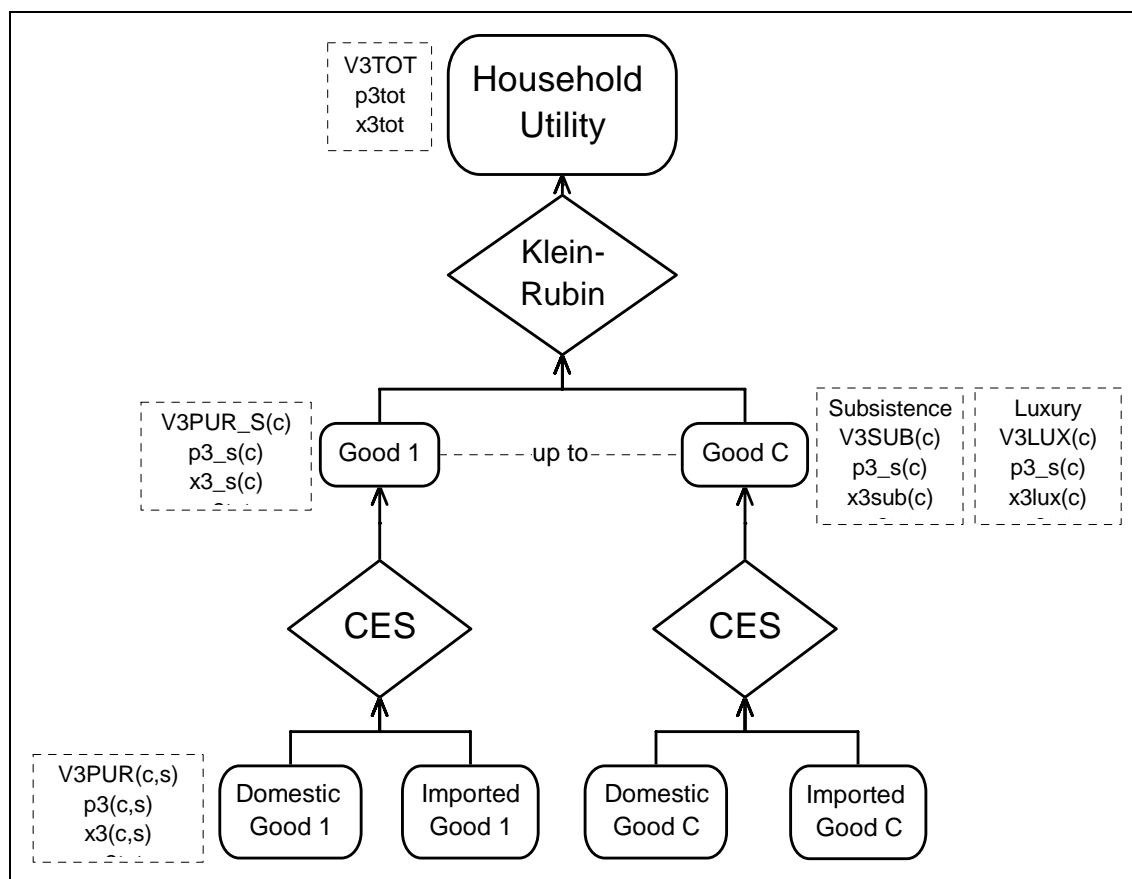 V3TOT
p3tot
x3tot
Household
Utility
Klein-
Rubin
V3PUR_S(c)
p3_s(c)
x3_s(c)
Good 1
up to
Good C
Subsistence
V3SUB(c)
p3_s(c)
x3sub(c)
Luxury
V3LUX(c)
p3_s(c)
x3lux(c)
CES
CES
V3PUR(c,s)
p3(c,s)
x3(c,s)
Domestic
Good 1
Imported
Good 1
Domestic
Good C
Imported
Good C